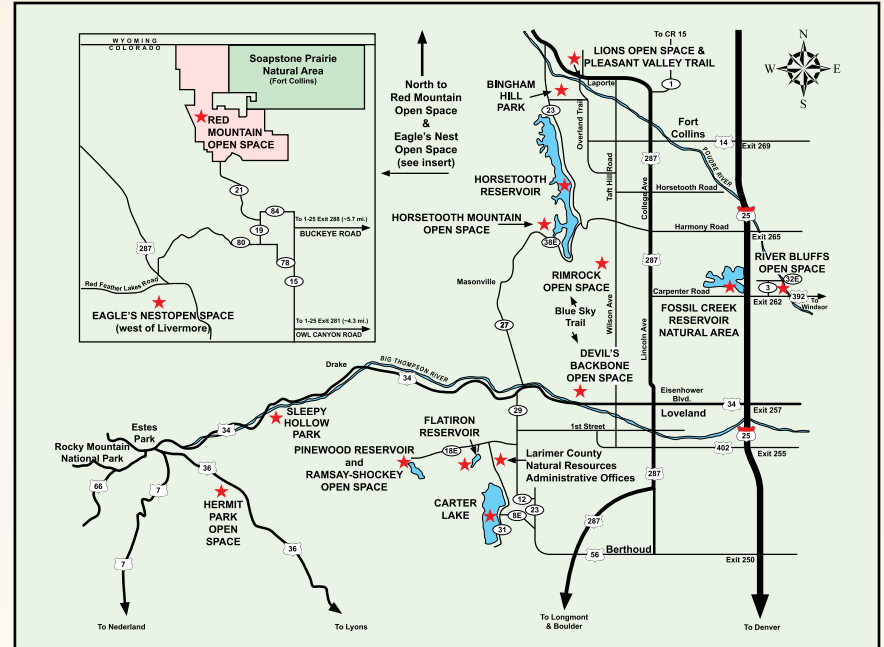 WYOMING
COLORADO
Soapstone Prairie
Natural Area
(Fort Collins)
RED
MOUNTAIN
OPEN SPACE
21
84
To 1-25 Exit 288 (~5.7 mi.)
BUCKEYE ROAD
19
80
78
15
287
Red Feather Lakes Road
EAGLE'S NESTOPEN SPACE
(west of Livermore)
To 1-25 Exit 281 (~4.3 mi.)
OWL CANYON ROAD
North to
Red Mountain
Open Space
&
Eagle's Nest
Open Space
(see insert)
To CR 15
LIONS OPEN SPACE &
PLEASANT VALLEY TRAIL
Laporte
1
N
W
E
S
BINGHAM
HILL
PARK
23
Overland Trail
Fort
Collins
14
Exit 269
287
POUDRE RIVER
Taft Hill Road
College Ave
HORSETOOTH
RESERVOIR
Horsetooth Road
25
HORSETOOTH MOUNTAIN
OPEN SPACE
38E
Harmony Road
Exit 265
287
RIVER BLUFFS
OPEN SPACE
32E
3
392
To
Windsor
Masonville
RIMROCK
OPEN SPACE
Carpenter Road
Exit 262
Blue Sky
Trail
Wilson Ave
FOSSIL CREEK
RESERVOIR
NATURAL AREA
27
Lincoln Ave
DEVIL'S
BACKBONE
OPEN SPACE
Drake
BIG THOMPSON RIVER
34
Eisenhower
Blvd.
34
Loveland
Exit 257
29
1st Street
25
402
Exit 255
34
SLEEPY
HOLLOW
PARK
FLATIRON
RESERVOIR
Estes
Park
Rocky Mountain
National Park
PINEWOOD RESERVOIR
and
RAMSAY-SHOCKEY
OPEN SPACE
18E
Larimer County
Natural Resources
Administrative Offices
36
66
7
HERMIT
PARK
OPEN
SPACE
287
CARTER
LAKE
12
23
8E
31
287
36
7
56
Berthoud
Exit 250
To Nederland
To Lyons
To Longmont
& Boulder
To Denver